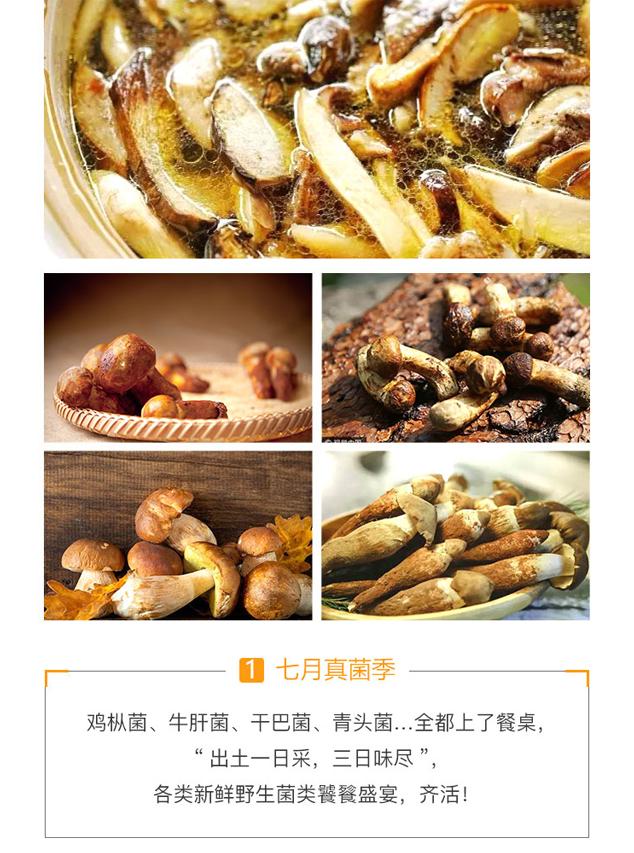 1 七月真菌季
鸡枞菌、牛肝菌、干巴菌、青头菌...全都上了餐桌，
“ 出土一日采，三日味尽 ”，
各类新鲜野生菌类饕餮盛宴，齐活！